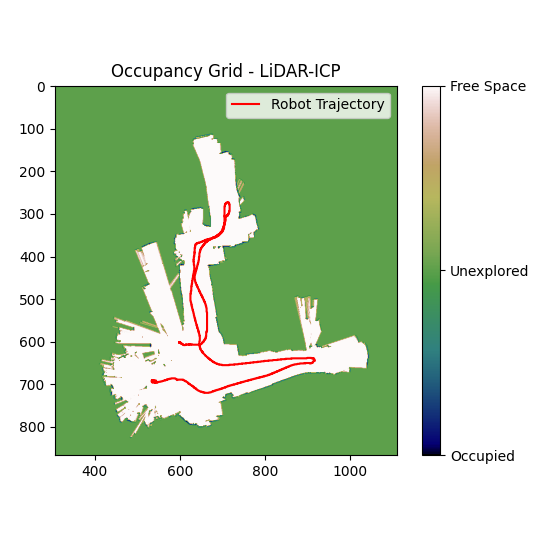 Occupancy Grid - LiDAR-ICP
Robot Trajectory
0
100
200
300
400
500
600
700
800
400
600
800
1000
Free Space
Unexplored
Occupied